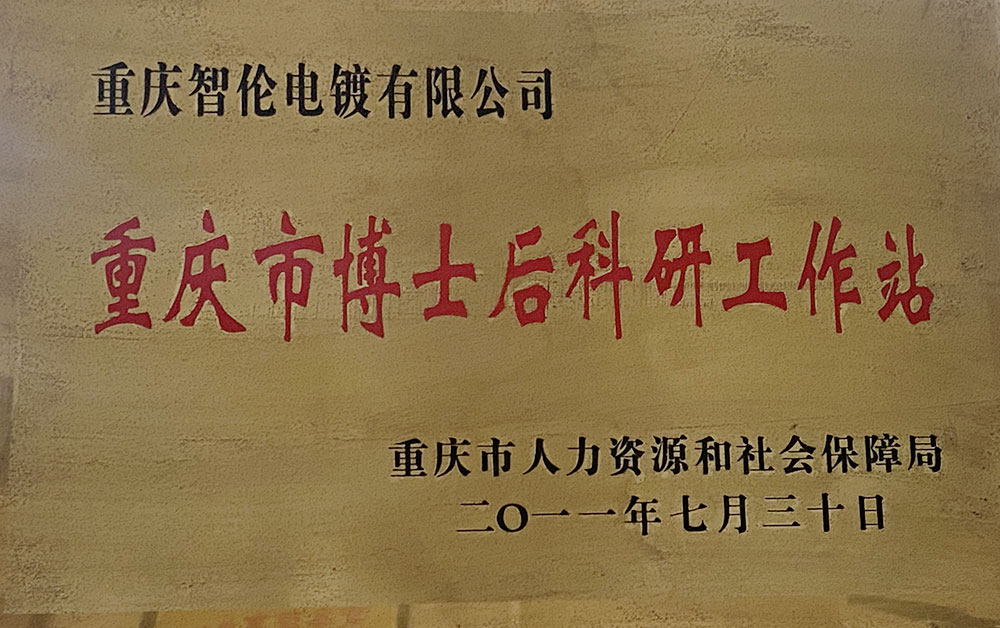 重庆智伦电镀有限公司
重庆市博士后科研工作站
重庆市人力资源和社会保障局
二〇一一年七月三十日